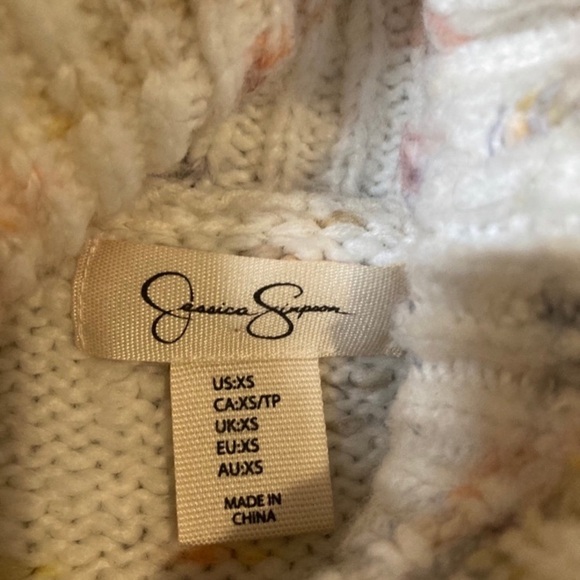 Jessica Simpson
US:XS
CA:XS/TP
UK:XS
EU:XS
AU:XS
MADE IN
CHINA